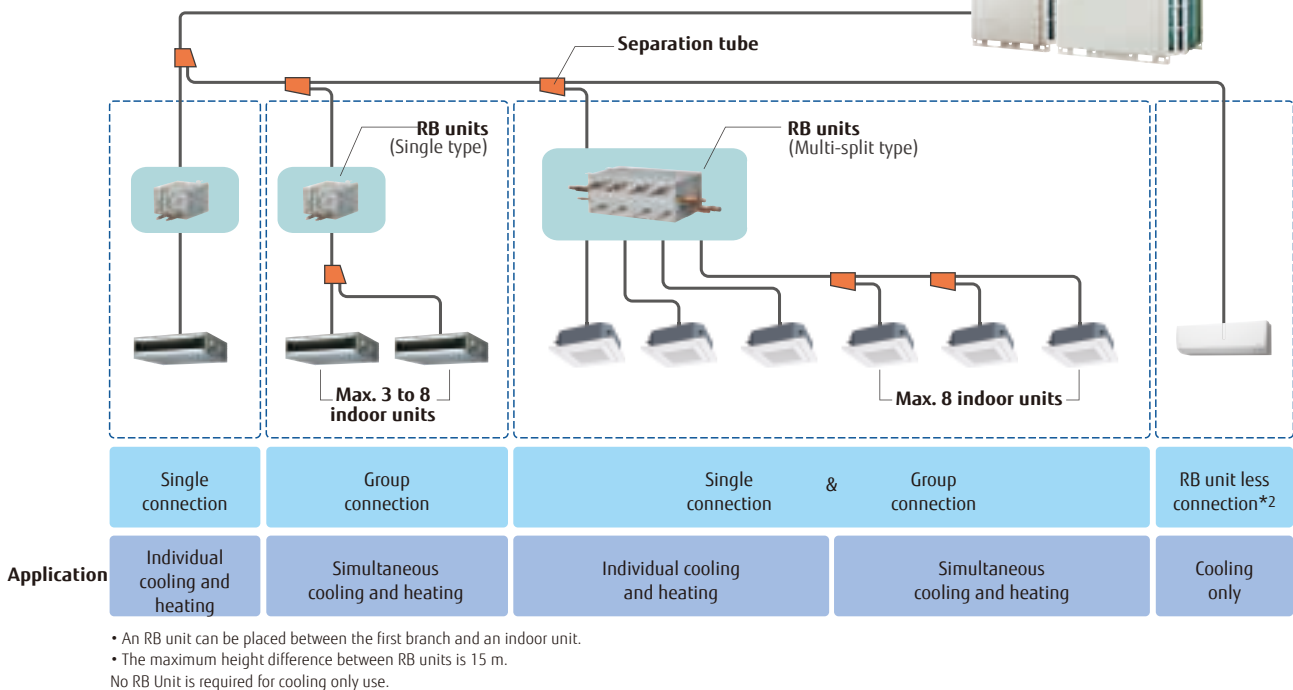 Separation tube
RB units
(Single type)
RB units
(Multi-split type)
Max. 3 to 8
indoor units
Max. 8 indoor units
Single
connection
Group
connection
Single
connection
&
Group
connection
RB unit less
connection*2
Application
Individual
cooling and
heating
Simultaneous
cooling and heating
Individual cooling
and heating
Simultaneous
cooling and heating
Cooling
only
• An RB unit can be placed between the first branch and an indoor unit.
• The maximum height difference between RB units is 15 m.
No RB Unit is required for cooling only use.